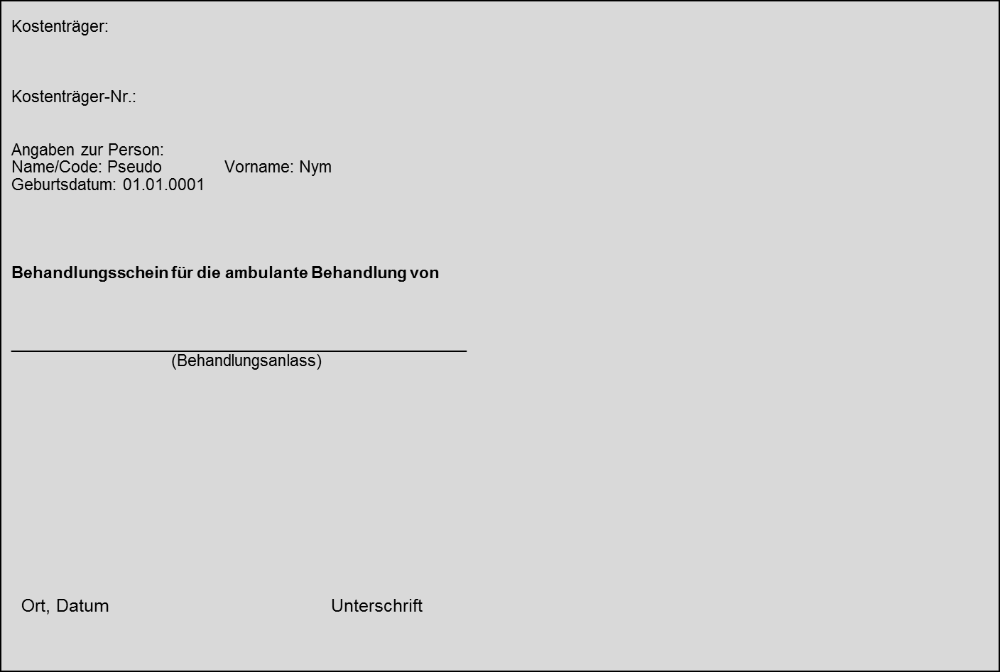 Kostenträger:
Kostenträger-Nr.:
Angaben zur Person:
Name/Code: Pseudo Vorname: Nym
Geburtsdatum: 01.01.0001
Behandlungsschein für die ambulante Behandlung von
(Behandlungsanlass)
Ort, Datum Unterschrift